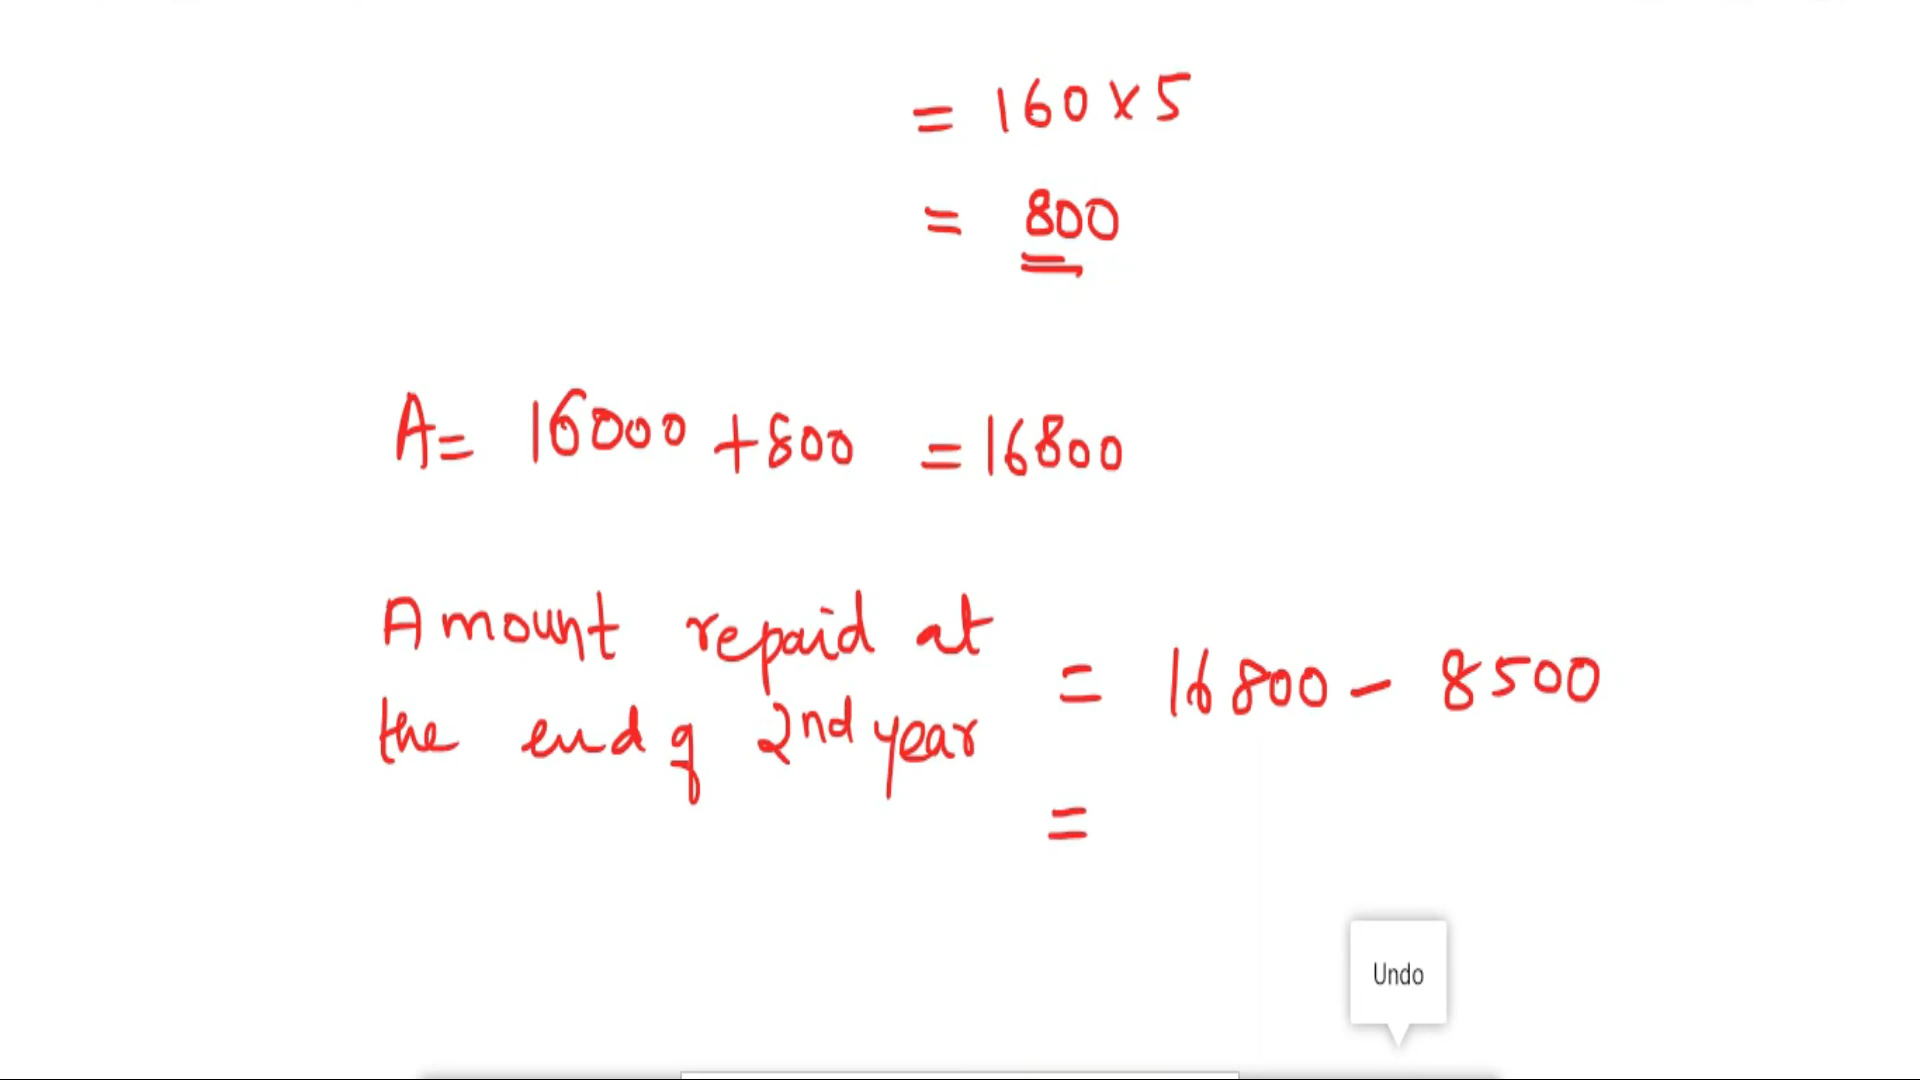 = 160 x 5
= 800
A = 16000 + 800 = 16800
Amount repaid at
the end of 2nd year
= 16800 - 8500
=
Undo